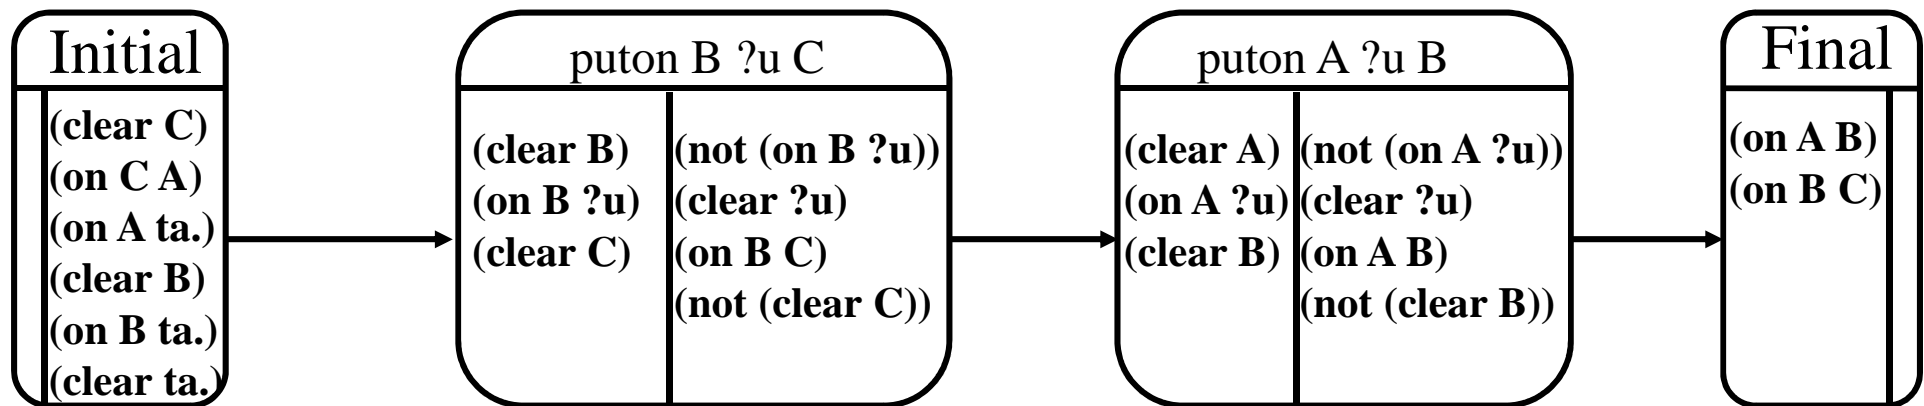 Initial
(clear C)
(on C A)
(on A ta.)
(clear B)
(on B ta.)
(clear ta.)
puton B ?u C
(clear B)
(on B ?u)
(clear C)
(not (on B ?u))
(clear ?u)
(on B C)
(not (clear C))
puton A ?u B
(clear A)
(on A ?u)
(clear B)
(not (on A ?u))
(clear ?u)
(on A B)
(not (clear B))
Final
(on A B)
(on B C)